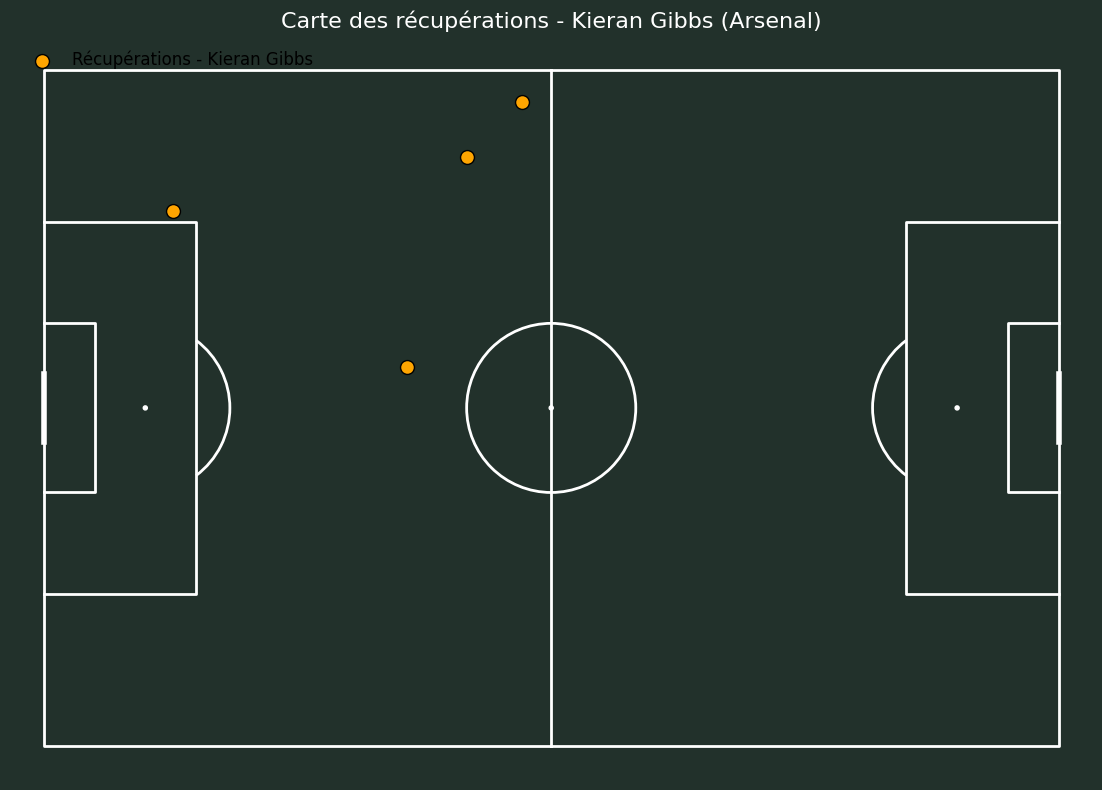 Carte des récupérations - Kieran Gibbs (Arsenal)
Récupérations - Kieran Gibbs